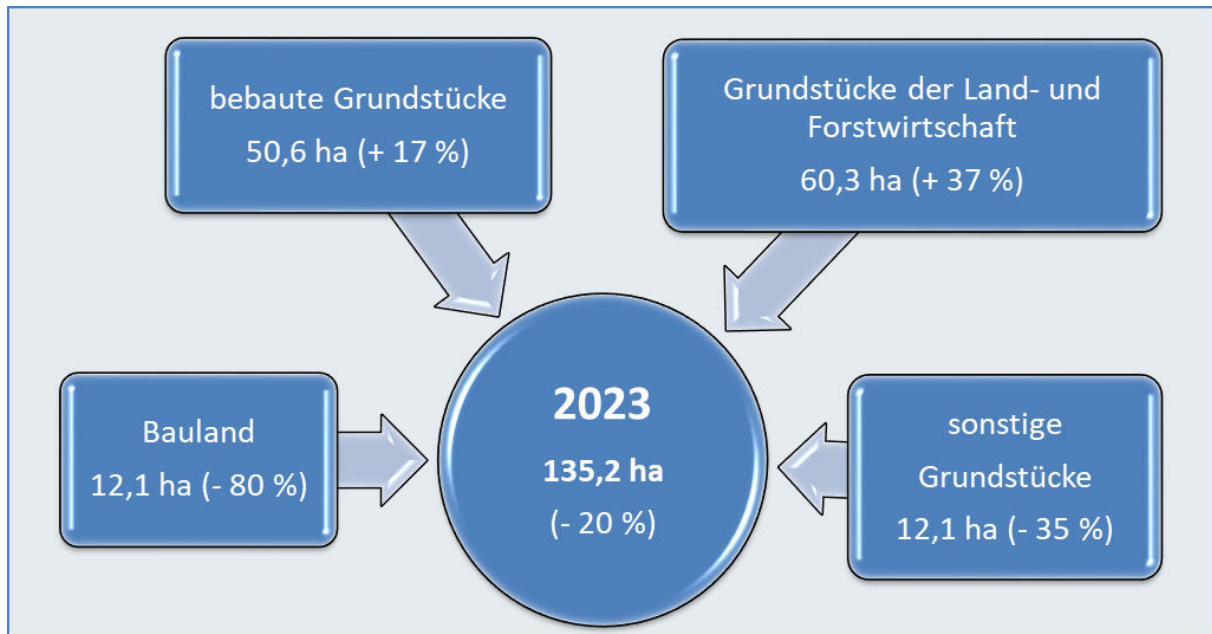 bebaute Grundstücke
50,6 ha (+ 17 %)
Grundstücke der Land- und
Forstwirtschaft
60,3 ha (+ 37 %)
Bauland
12,1 ha (- 80 %)
2023
135,2 ha
(- 20 %)
sonstige
Grundstücke
12,1 ha (- 35 %)